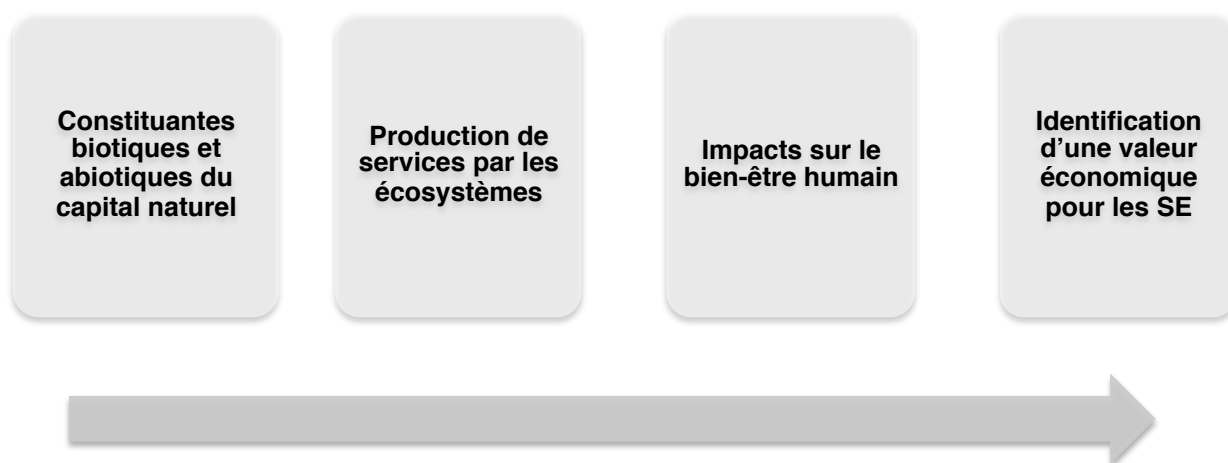 Constituantes
biotiques et
abiotiques du
capital naturel
Production de
services par les
écosystèmes
Impacts sur le
bien-être humain
Identification
d’une valeur
économique
pour les SE